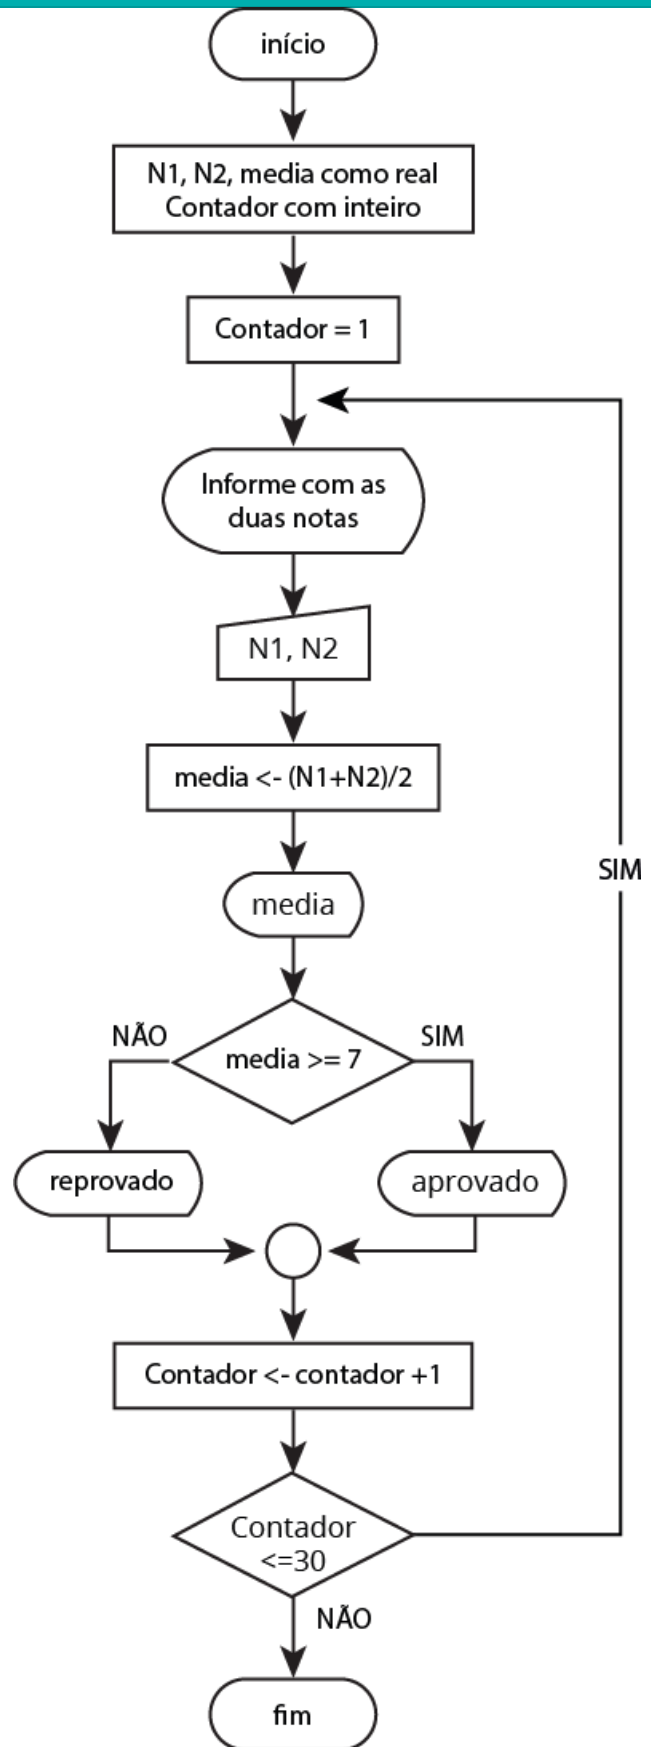 início
N1, N2, media como real
Contador com inteiro
Contador = 1
Informe com as
duas notas
N1, N2
media <- (N1+N2)/2
media
SIM
NÃO
media >= 7
SIM
reprovado
aprovado
Contador <- contador +1
Contador
<=30
NÃO
fim